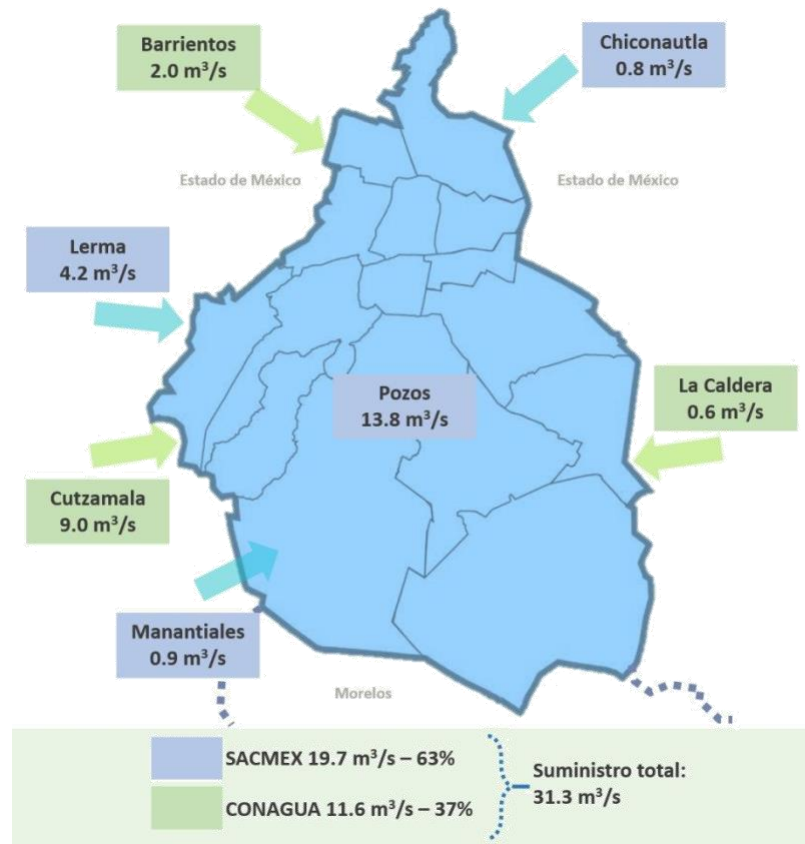 Barrientos
2.0 m³/s
Chiconautla
0.8 m³/s
Estado de México
Estado de México
Lerma
4.2 m³/s
Pozos
13.8 m³/s
La Caldera
0.6 m³/s
Cutzamala
9.0 m³/s
Manantiales
0.9 m³/s
Morelos
SACMEX 19.7 m³/s – 63%
CONAGUA 11.6 m³/s – 37%
Suministro total:
31.3 m³/s